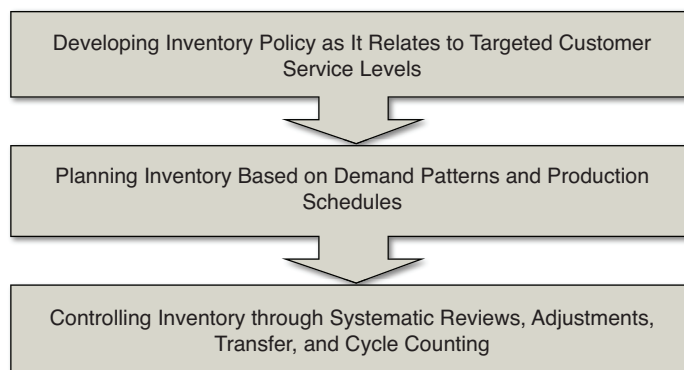 Developing Inventory Policy as It Relates to Targeted Customer
Service Levels
Planning Inventory Based on Demand Patterns and Production
Schedules
Controlling Inventory through Systematic Reviews, Adjustments,
Transfer, and Cycle Counting